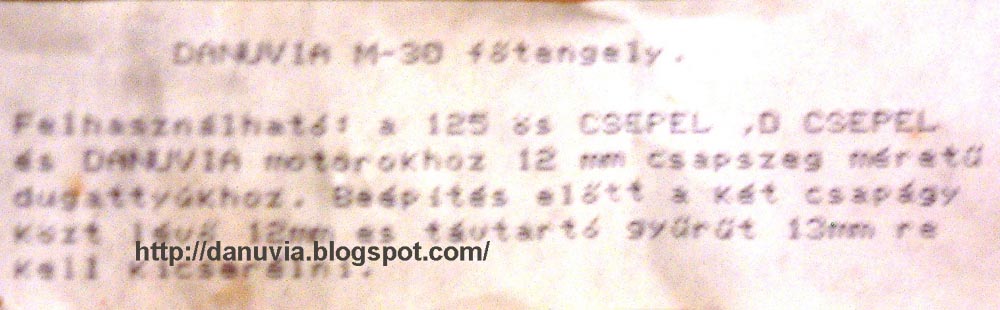 DANUVIA M-30 főtengely.
Felhasználható: a 125 ös CSEPEL ,D CSEPEL
és DANUVIA motorokhoz 12 mm csapszeg méretű
dugattyúkhoz. Beépítés előtt a két csapágy
közt lévő 12mm es távtartó gyűrűt 13mm re
kell kicserélni.
http://danuvia.blogspot.com/